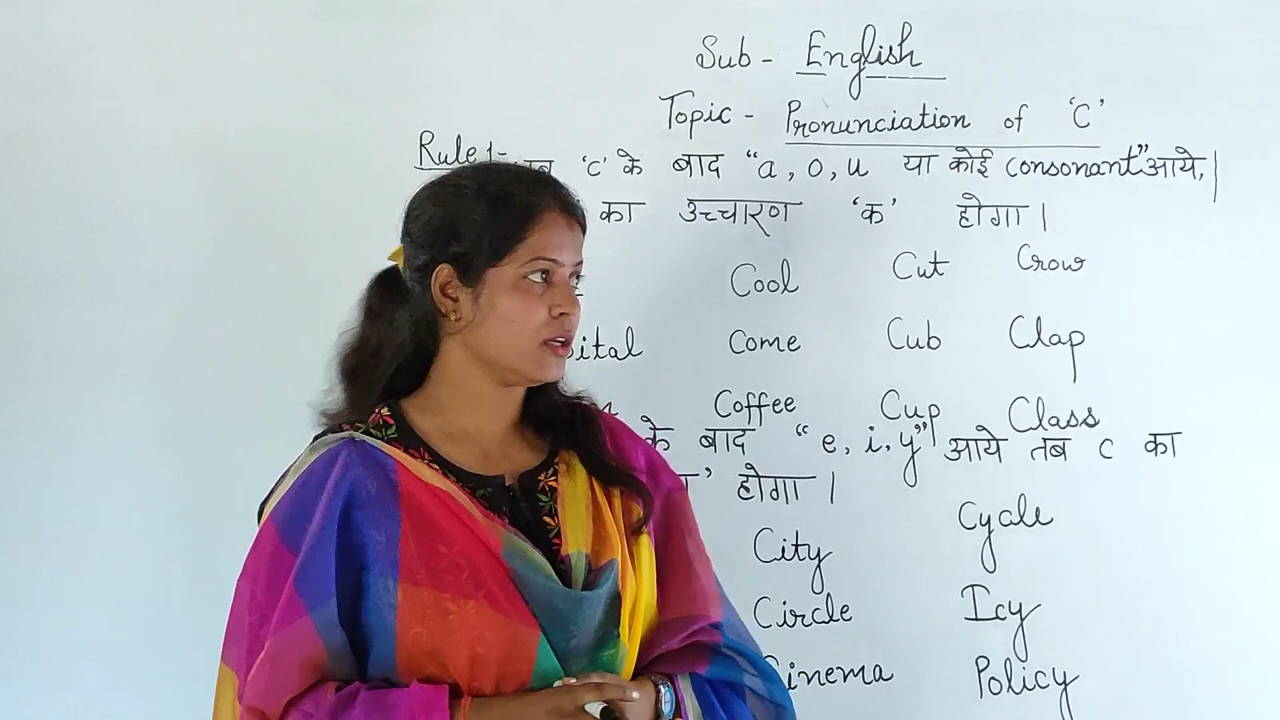 Sub - English
Topic - Pronunciation of 'C'
Rule 1- 'c' के बाद "a, o, u या कोई consonant" आये,
का उच्चारण 'क' होगा।
Cool Cut Crow
Come Cub Clap
Coffee Cup Class
के बाद "e, i, y" आये तब c का
होगा।
City Cycle
Circle Icy
Cinema Policy